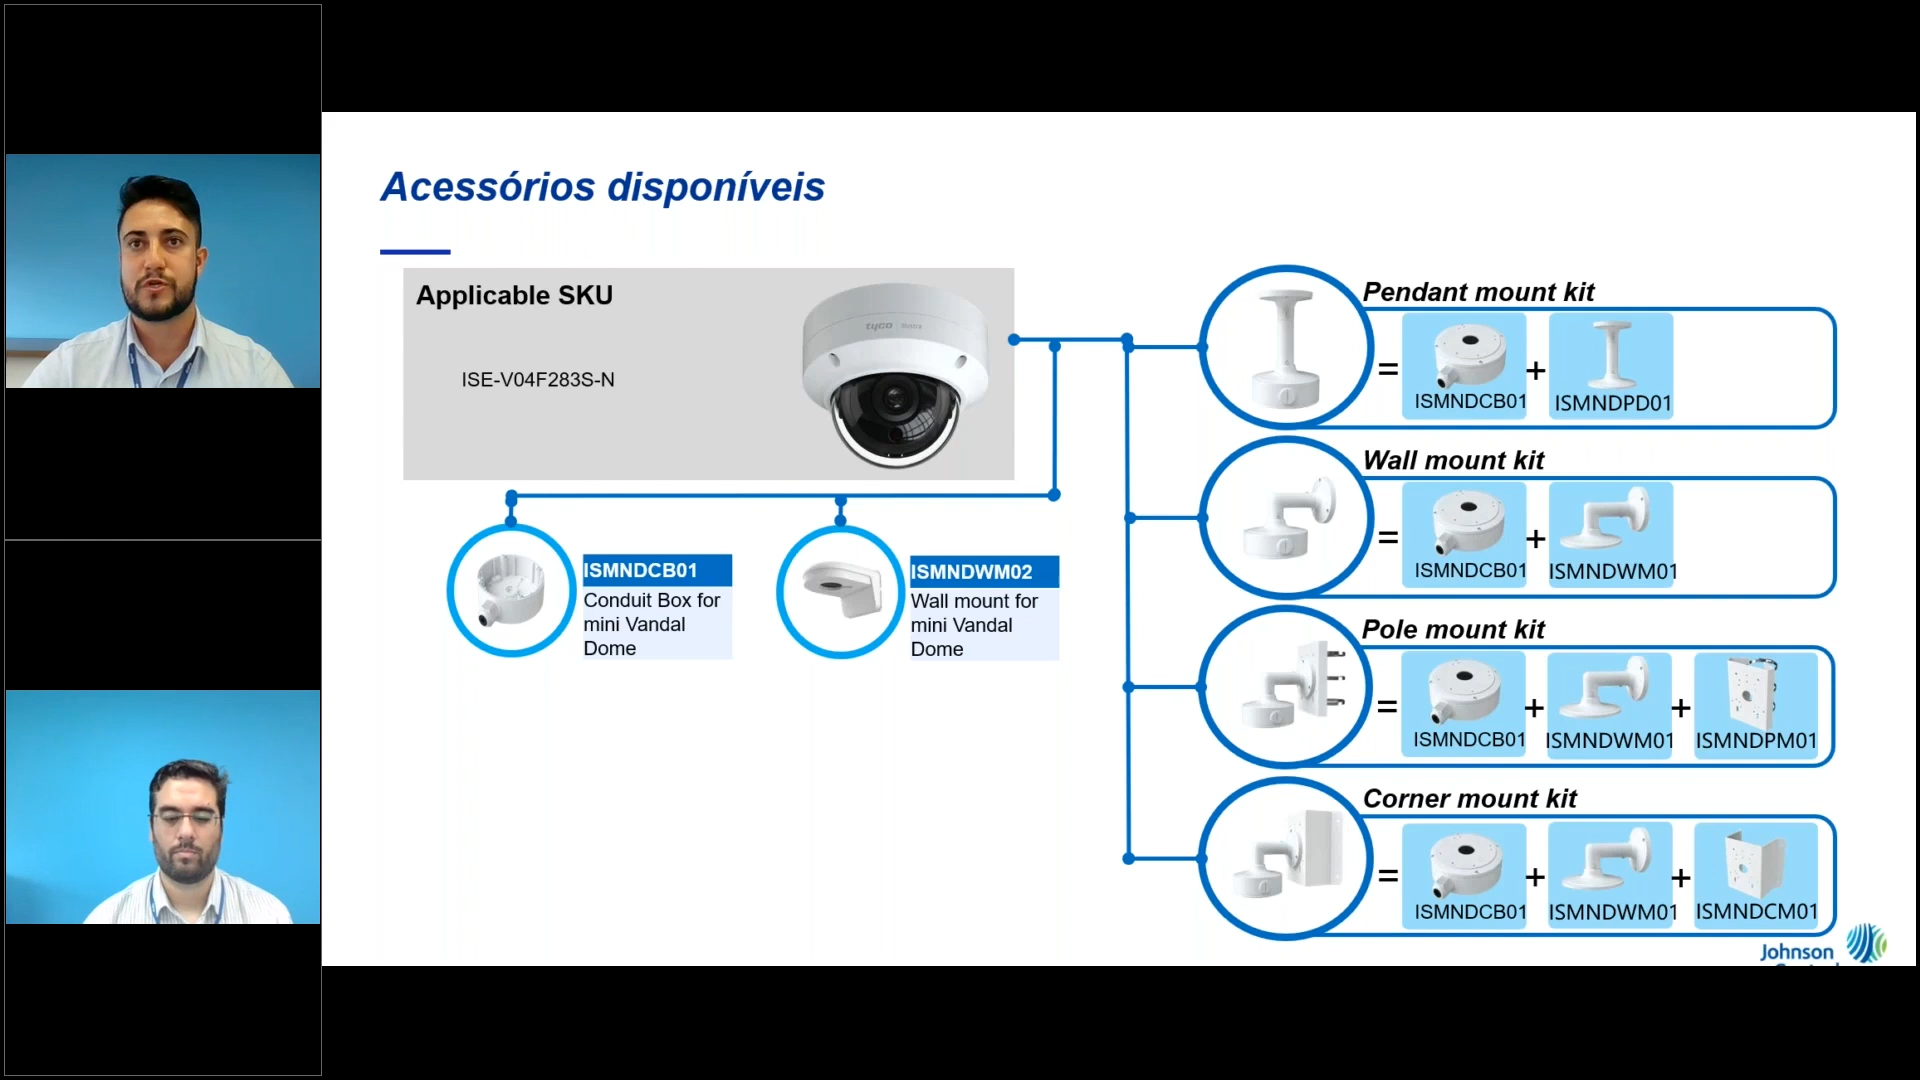 Acessórios disponíveis
Applicable SKU
tyco
ISE-V04F283S-N
ISMNDCB01
Conduit Box for
mini Vandal
Dome
ISMNDWM02
Wall mount for
mini Vandal
Dome
Pendant mount kit
= ISMNDCB01 + ISMNDPD01
Wall mount kit
= ISMNDCB01 + ISMNDWM01
Pole mount kit
= ISMNDCB01 + ISMNDWM01 + ISMNDPM01
Corner mount kit
= ISMNDCB01 + ISMNDWM01 + ISMNDCM01
Johnson